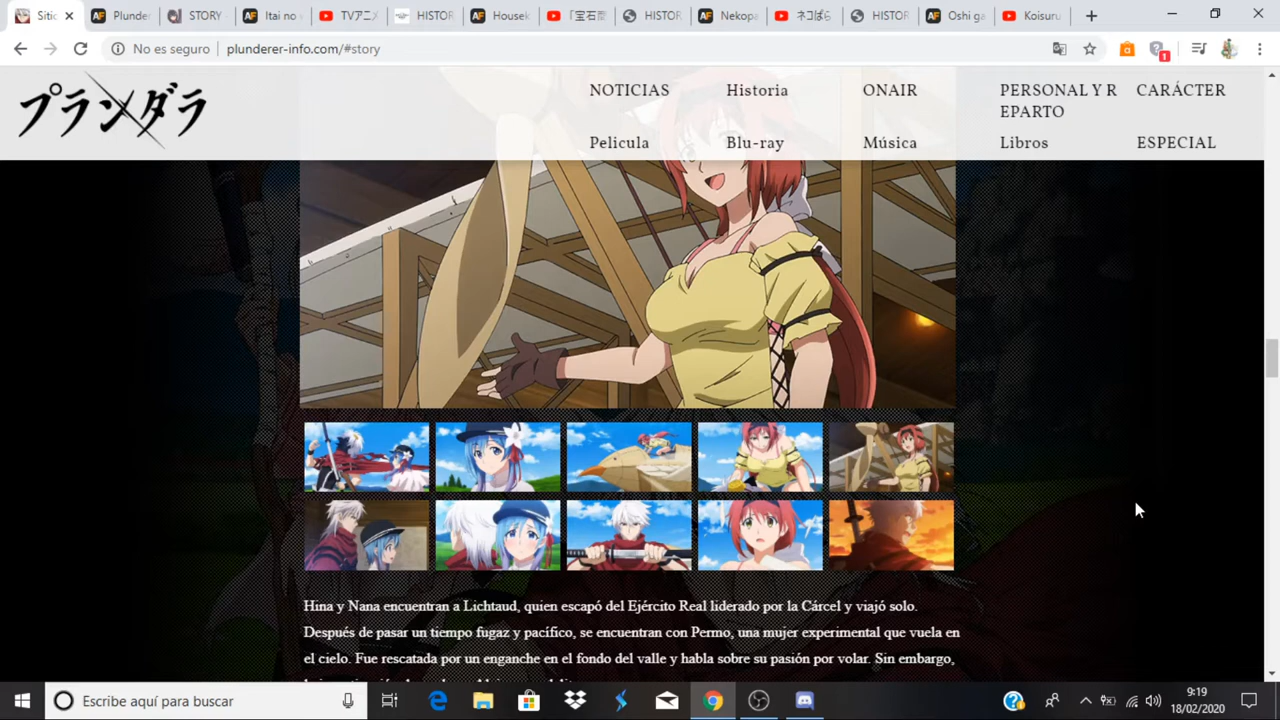 Sitic
Plunde
STORY
Itai no
TVアニメ
HISTOR
Housek
「宝石商
HISTOR
Nekopa
ネコぱら
HISTOR
Oshi ga
Koisuru
No es seguro | plunderer-info.com/#story
プランダラ
NOTICIAS Historia ONAIR PERSONAL Y R CARÁCTER
EPARTO
Película Blu-ray Música Libros ESPECIAL
Hina y Nana encuentran a Lichtaud, quien escapó del Ejército Real liderado por la Cárcel y viajó solo.
Después de pasar un tiempo fugaz y pacífico, se encuentran con Permo, una mujer experimental que vuela en
el cielo. Fue rescatada por un enganche en el fondo del valle y habla sobre su pasión por volar. Sin embargo,
Escribe aquí para buscar
9:19
18/02/2020